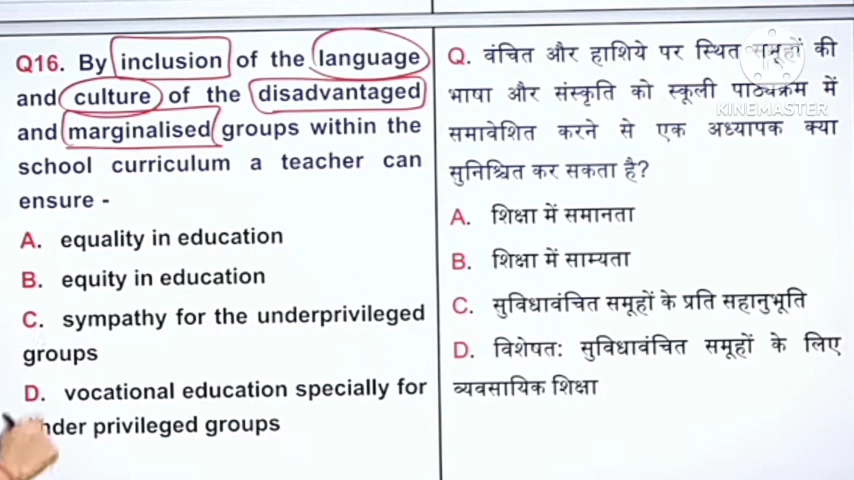 Q16. By inclusion of the language
and culture of the disadvantaged
and marginalised groups within the
school curriculum a teacher can
ensure -
A. equality in education
B. equity in education
C. sympathy for the underprivileged
groups
D. vocational education specially for
under privileged groups
Q. वंचित और हाशिये पर स्थित समूहों की
भाषा और संस्कृति को स्कूली पाठ्यक्रम में
समावेशित करने से एक अध्यापक क्या
सुनिश्चित कर सकता है?
A. शिक्षा में समानता
B. शिक्षा में साम्यता
C. सुविधावंचित समूहों के प्रति सहानुभूति
D. विशेषत: सुविधावंचित समूहों के लिए
व्यवसायिक शिक्षा
KINEMASTER